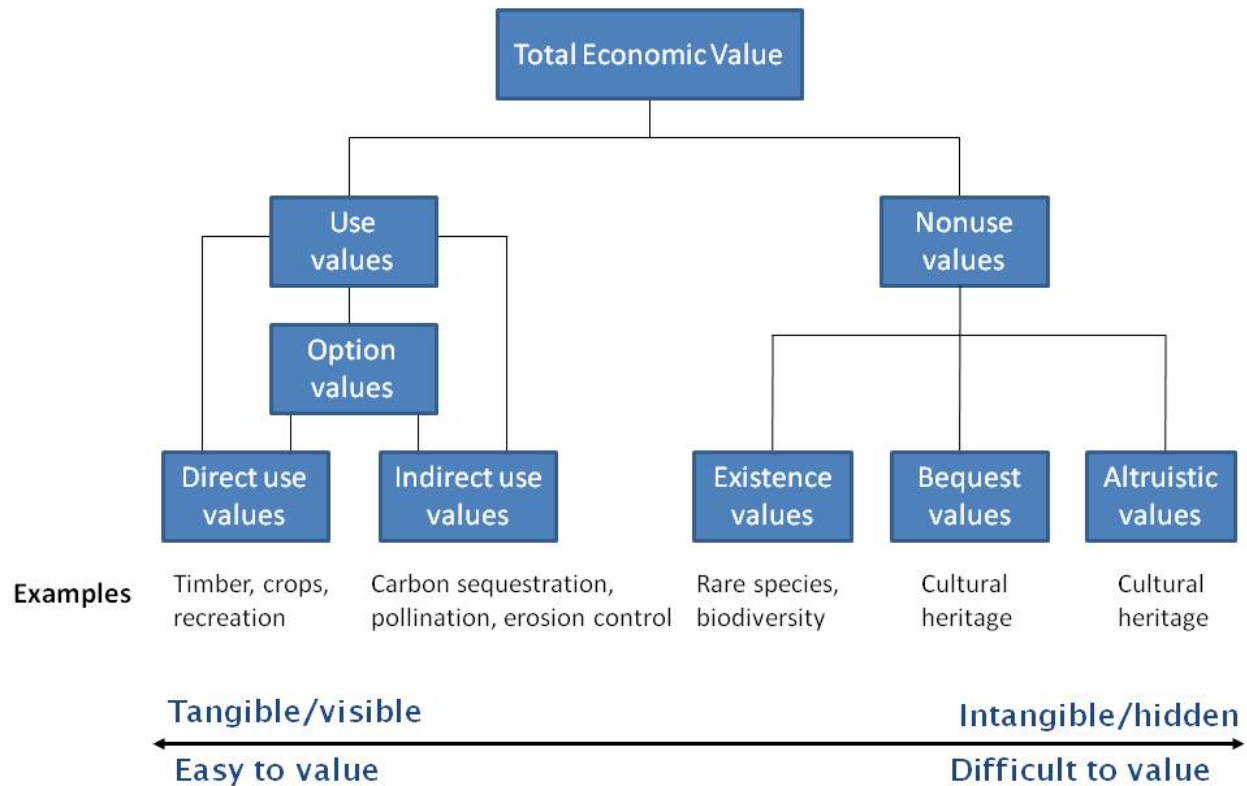 Total Economic Value
Use
values
Nonuse
values
Option
values
Direct use
values
Indirect use
values
Existence
values
Bequest
values
Altruistic
values
Examples
Timber, crops,
recreation
Carbon sequestration,
pollination, erosion control
Rare species,
biodiversity
Cultural
heritage
Cultural
heritage
Tangible/visible
Intangible/hidden
Easy to value
Difficult to value